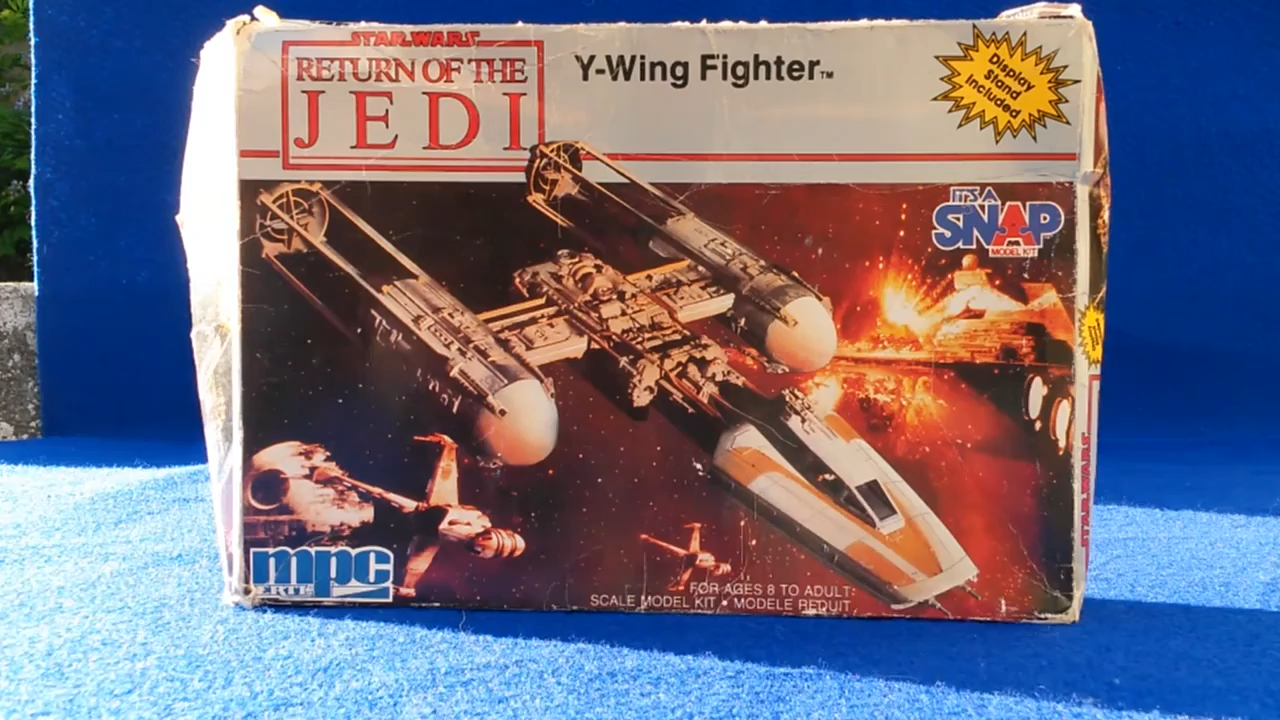 STAR WARS
RETURN OF THE
JEDI
Y-Wing Fighter™
Display
Stand
Included
IT'S A
SNAP
MODEL KIT
mpc
ERTL
FOR AGES 8 TO ADULT:
SCALE MODEL KIT • MODELE REDUIT
STAR WARS